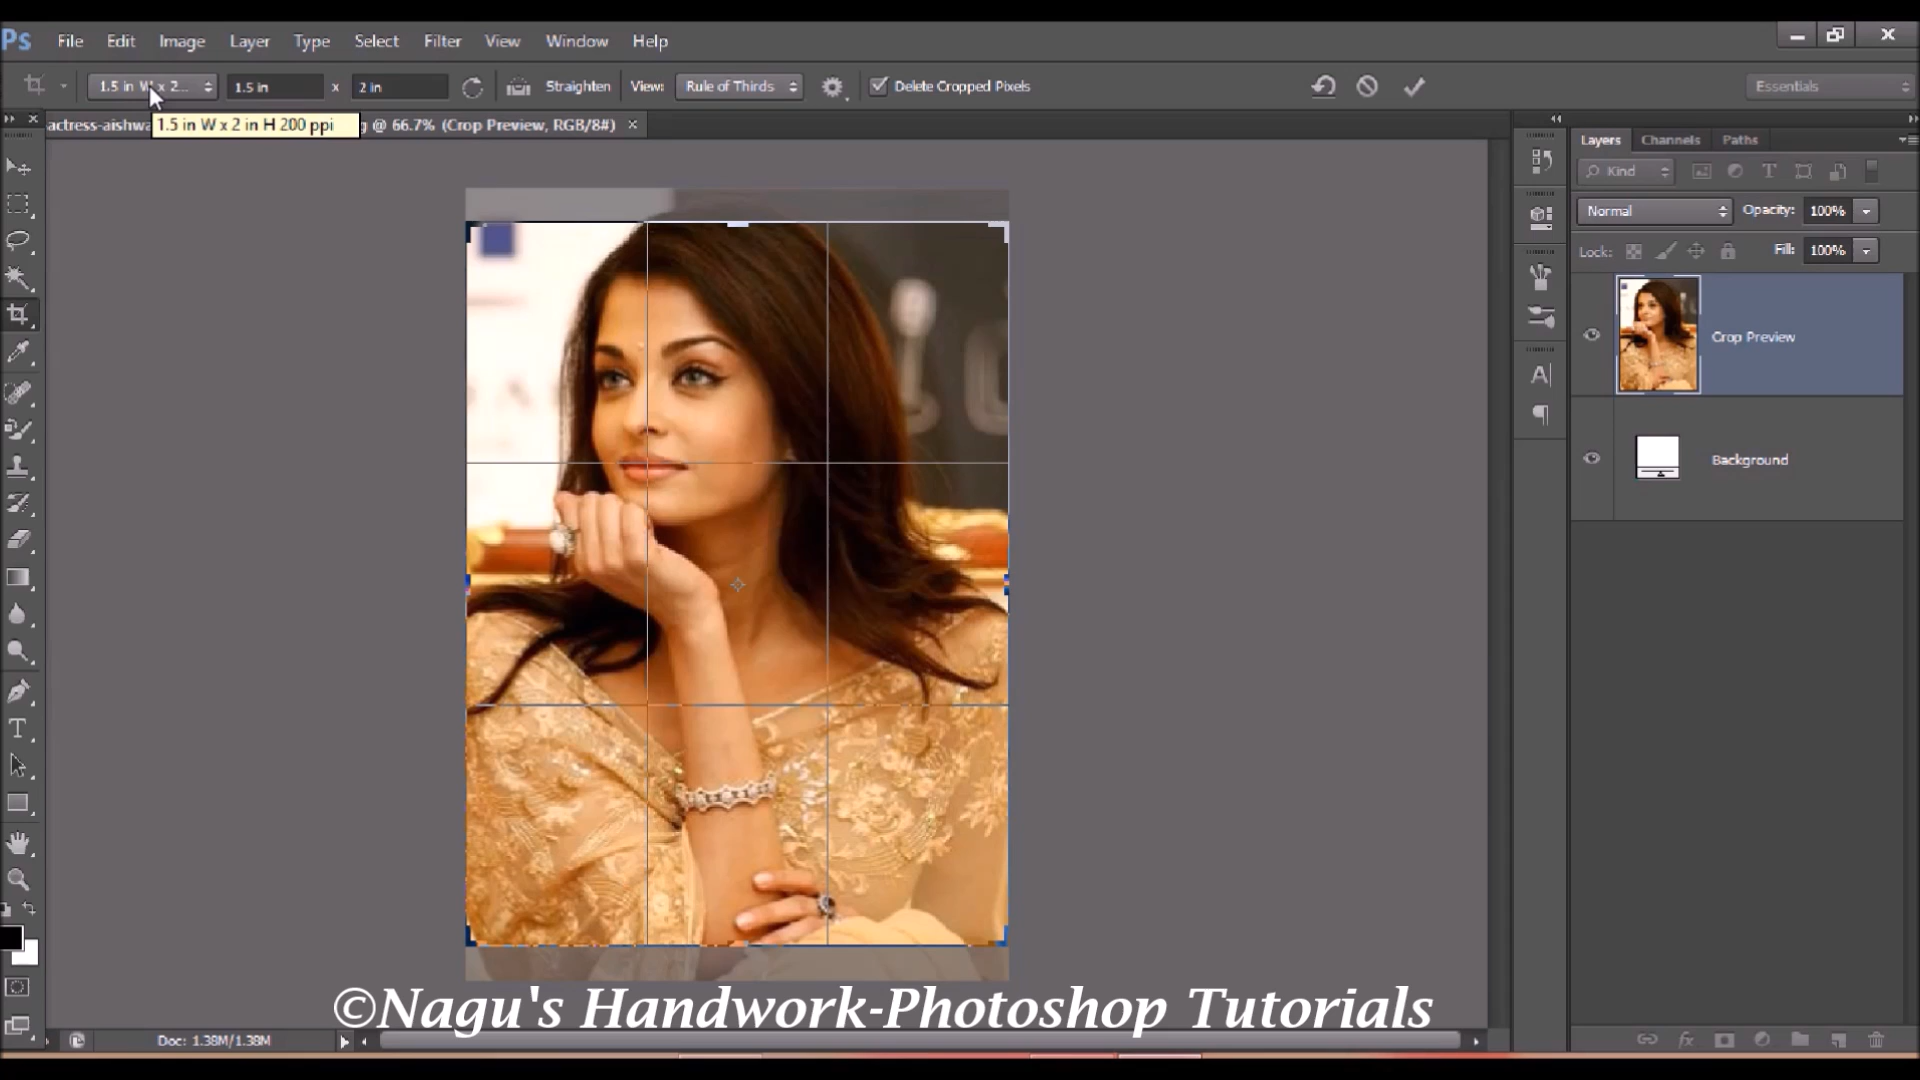 Ps File Edit Image Layer Type Select Filter View Window Help
1.5 in W x 2... 1.5 in x 2 in Straighten View: Rule of Thirds Delete Cropped Pixels Essentials
actress-aishwa
1.5 in W x 2 in H 200 ppi
g @ 66.7% (Crop Preview, RGB/8#)
Layers Channels Paths
Kind
Normal Opacity: 100%
Lock: Fill: 100%
Crop Preview
Background
©Nagu's Handwork-Photoshop Tutorials
Doc: 1.38M/1.38M